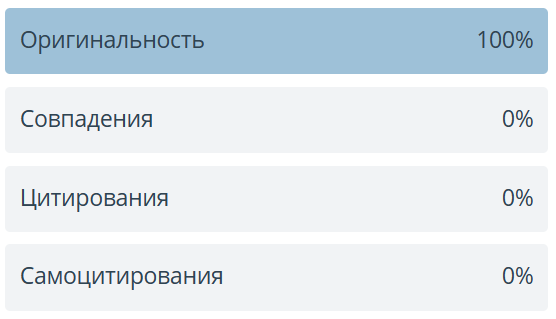 Оригинальность 100%
Совпадения 0%
Цитирования 0%
Самоцитирования 0%